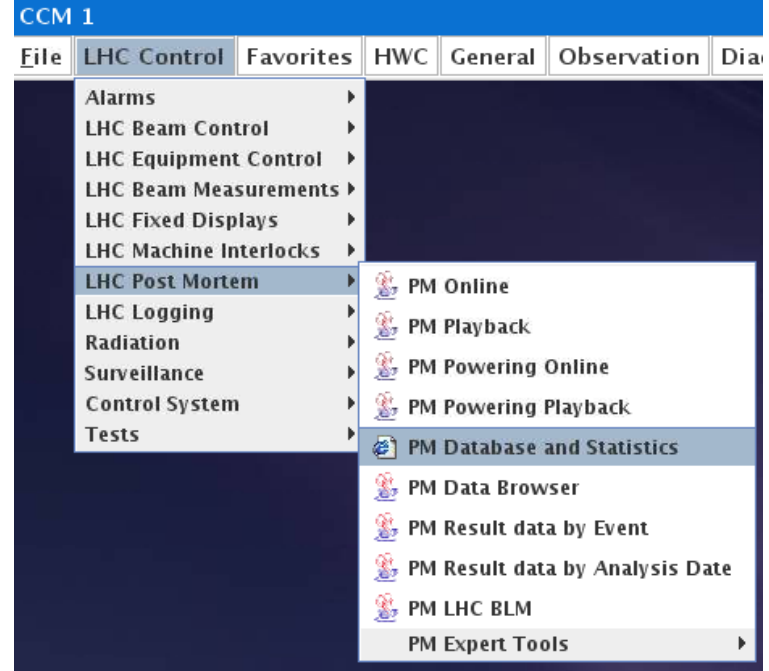 CCM 1
File LHC Control Favorites HWC General Observation
Alarms
LHC Beam Control
LHC Equipment Control
LHC Beam Measurements
LHC Fixed Displays
LHC Machine Interlocks
LHC Post Mortem
LHC Logging
Radiation
Surveillance
Control System
Tests
PM Online
PM Playback
PM Powering Online
PM Powering Playback
PM Database and Statistics
PM Data Browser
PM Result data by Event
PM Result data by Analysis Date
PM LHC BLM
PM Expert Tools